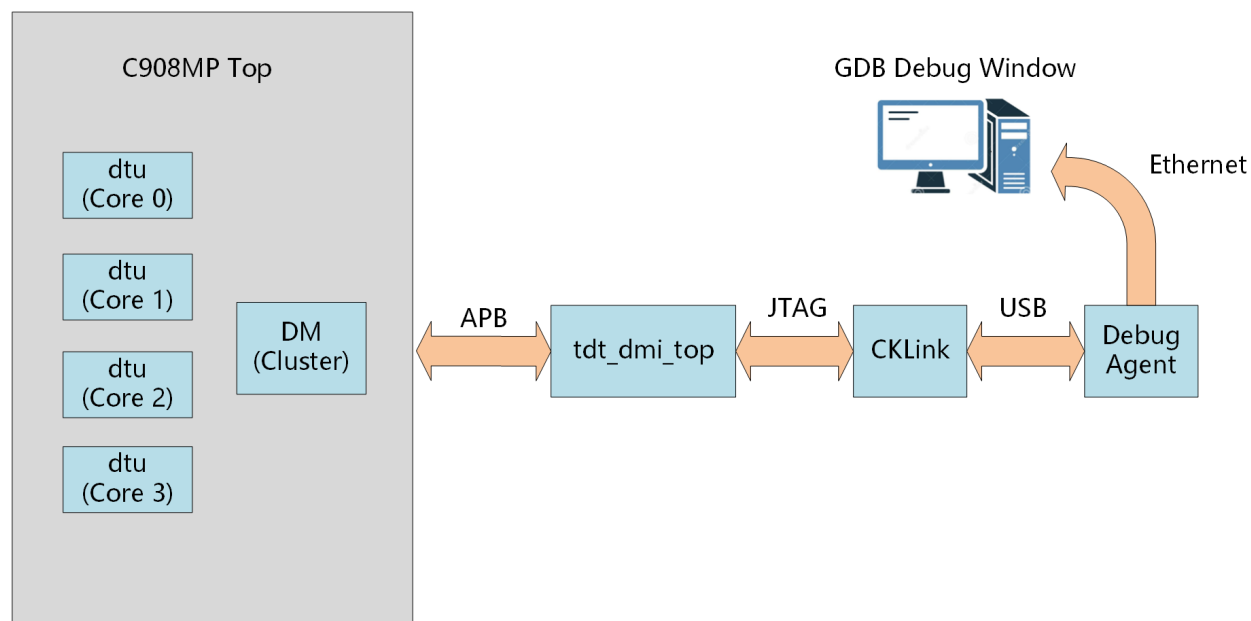 C908MP Top
dtu
(Core 0)
dtu
(Core 1)
dtu
(Core 2)
dtu
(Core 3)
DM
(Cluster)
APB
tdt_dmi_top
JTAG
CKLink
USB
Debug
Agent
GDB Debug Window
Ethernet